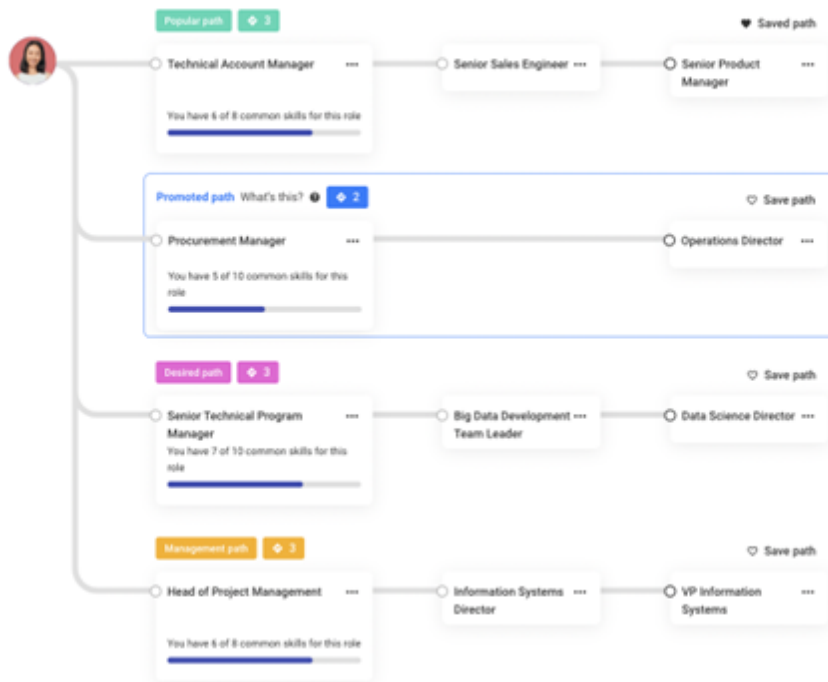 Popular path 3
Saved path
Technical Account Manager ...
Senior Sales Engineer ...
Senior Product ...
Manager
You have 6 of 8 common skills for this role
Promoted path What's this? ? 2
Save path
Procurement Manager ...
Operations Director ...
You have 5 of 10 common skills for this
role
Desired path 3
Save path
Senior Technical Program ...
Manager
Big Data Development ...
Team Leader
Data Science Director ...
You have 7 of 10 common skills for this
role
Management path 3
Save path
Head of Project Management ...
Information Systems ...
Director
VP Information ...
Systems
You have 6 of 8 common skills for this role